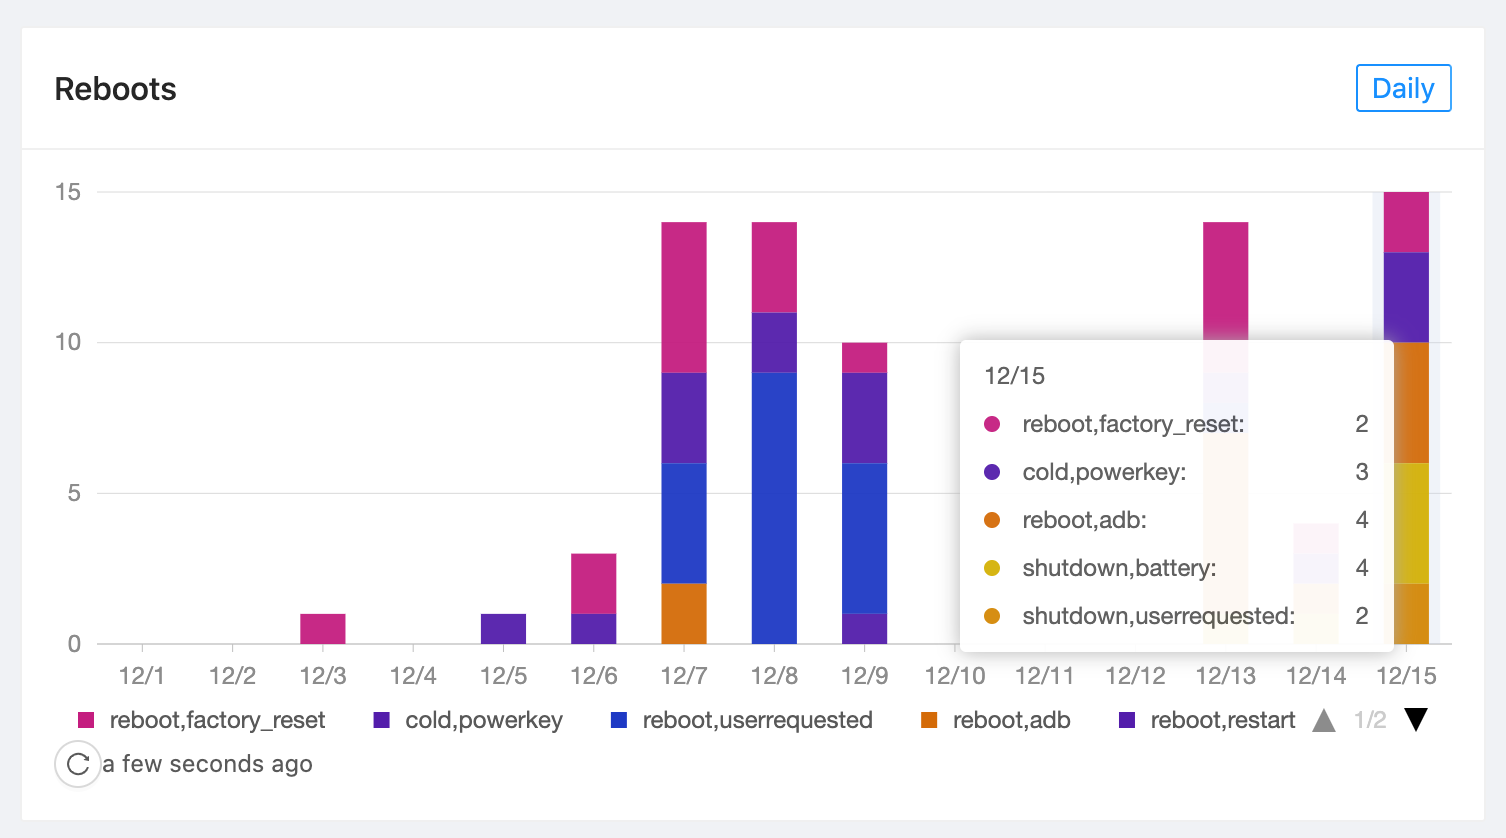 Reboots
Daily
15
10
5
0
12/15
reboot,factory_reset: 2
cold,powerkey: 3
reboot,adb: 4
shutdown,battery: 4
shutdown,userrequested: 2
12/1 12/2 12/3 12/4 12/5 12/6 12/7 12/8 12/9 12/10 12/11 12/12 12/13 12/14 12/15
reboot,factory_reset cold,powerkey reboot,userrequested reboot,adb reboot,restart 1/2
a few seconds ago